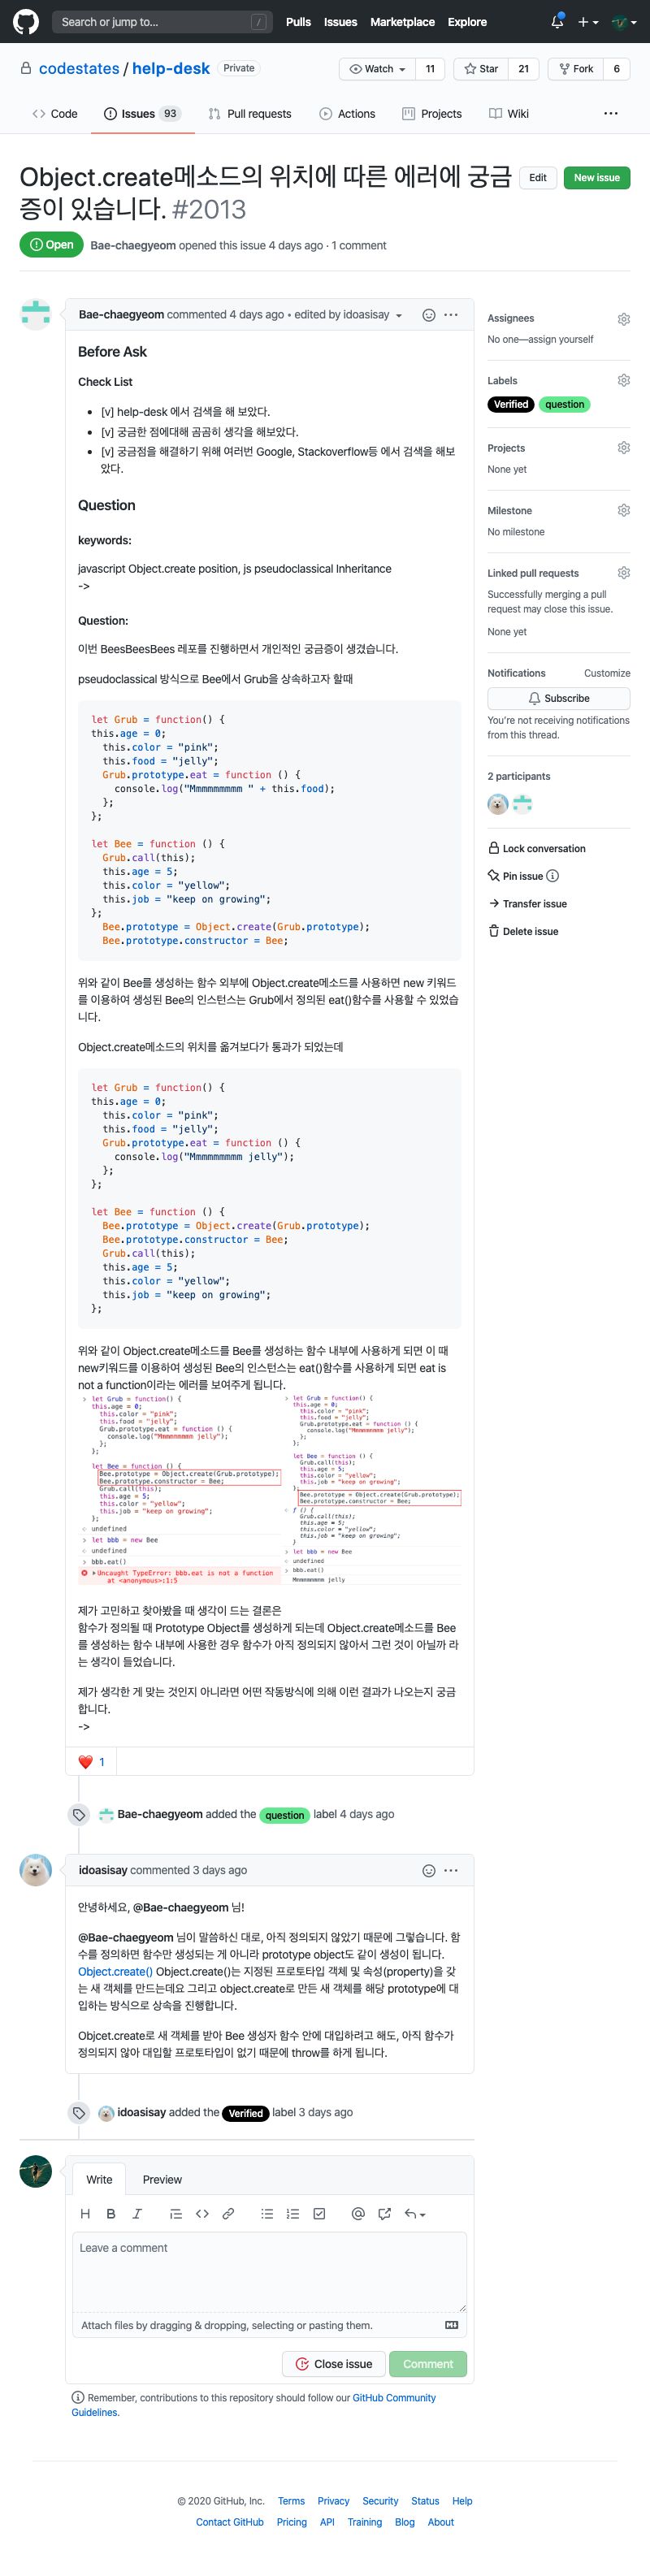 Search or jump to...
/
Pulls Issues Marketplace Explore
codestates / help-desk Private
Watch 11 Star 21 Fork 6
Code Issues 93 Pull requests Actions Projects Wiki ···
Object.create메소드의 위치에 따른 에러에 궁금
증이 있습니다. #2013
Edit New issue
Open Bae-chaegyeom opened this issue 4 days ago · 1 comment
Bae-chaegyeom commented 4 days ago • edited by idoasisay
Before Ask
Check List
• [v] help-desk 에서 검색을 해 보았다.
• [v] 궁금한 점에대해 곰곰히 생각을 해보았다.
• [v] 궁금점을 해결하기 위해 여러번 Google, Stackoverflow등 에서 검색을 해보
았다.
Question
keywords:
javascript Object.create position, js pseudoclassical Inheritance
->
Question:
이번 BeesBeesBees 레포를 진행하면서 개인적인 궁금증이 생겼습니다.
pseudoclassical 방식으로 Bee에서 Grub을 상속하고자 할때
let Grub = function() {
this.age = 0;
this.color = "pink";
this.food = "jelly";
Grub.prototype.eat = function () {
console.log("Mmmmmmmmm " + this.food);
};
};
let Bee = function () {
Grub.call(this);
this.age = 5;
this.color = "yellow";
this.job = "keep on growing";
};
Bee.prototype = Object.create(Grub.prototype);
Bee.prototype.constructor = Bee;
위와 같이 Bee를 생성하는 함수 외부에 Object.create메소드를 사용하면 new 키워드
를 이용하여 생성된 Bee의 인스턴스는 Grub에서 정의된 eat()함수를 사용할 수 있었습니
다.
Object.create메소드의 위치를 옮겨보다가 통과가 되었는데
let Grub = function() {
this.age = 0;
this.color = "pink";
this.food = "jelly";
Grub.prototype.eat = function () {
console.log("Mmmmmmmmm jelly");
};
};
let Bee = function () {
Bee.prototype = Object.create(Grub.prototype);
Bee.prototype.constructor = Bee;
Grub.call(this);
this.age = 5;
this.color = "yellow";
this.job = "keep on growing";
};
위와 같이 Object.create메소드를 Bee를 생성하는 함수 내부에 사용하게 되면 이 때
new키워드를 이용하여 생성된 Bee의 인스턴스는 eat()함수를 사용하게 되면 eat is
not a function이라는 에러를 보여주게 됩니다.
> let Grub = function() {
this.age = 0;
this.color = "pink";
this.food = "jelly";
Grub.prototype.eat = function () {
console.log("Mmmmmmmmm jelly");
};
};
let Bee = function () {
Bee.prototype = Object.create(Grub.prototype);
Bee.prototype.constructor = Bee;
Grub.call(this);
this.age = 5;
this.color = "yellow";
this.job = "keep on growing";
};
< undefined
> let bbb = new Bee
< undefined
> bbb.eat()
Uncaught TypeError: bbb.eat is not a function
at <anonymous>:1:5
> let Grub = function() {
this.age = 0;
this.color = "pink";
this.food = "jelly";
Grub.prototype.eat = function () {
console.log("Mmmmmmmmm jelly");
};
};
let Bee = function () {
Grub.call(this);
this.age = 5;
this.color = "yellow";
this.job = "keep on growing";
};
Bee.prototype = Object.create(Grub.prototype);
Bee.prototype.constructor = Bee;
< ƒ () {
Grub.call(this);
this.age = 5;
this.color = "yellow";
this.job = "keep on growing";
}
> let bbb = new Bee
< undefined
> bbb.eat()
Mmmmmmmmm jelly
제가 고민하고 찾아봤을 때 생각이 드는 결론은
함수가 정의될 때 Prototype Object를 생성하게 되는데 Object.create메소드를 Bee
를 생성하는 함수 내부에 사용한 경우 함수가 아직 정의되지 않아서 그런 것이 아닐까 라
는 생각이 들었습니다.
제가 생각한 게 맞는 것인지 아니라면 어떤 작동방식에 의해 이런 결과가 나오는지 궁금
합니다.
->
❤️ 1
Bae-chaegyeom added the question label 4 days ago
idoasisay commented 3 days ago
안녕하세요, @Bae-chaegyeom 님!
@Bae-chaegyeom 님이 말씀하신 대로, 아직 정의되지 않았기 때문에 그렇습니다. 함
수를 정의하면 함수만 생성되는 게 아니라 prototype object도 같이 생성이 됩니다.
Object.create() Object.create()는 지정된 프로토타입 객체 및 속성(property)을 갖
는 새 객체를 만드는데요 그리고 object.create로 만든 새 객체를 해당 prototype에 대
입하는 방식으로 상속을 진행합니다.
Objcet.create로 새 객체를 받아 Bee 생성자 함수 안에 대입하려고 해도, 아직 함수가
정의되지 않아 대입할 프로토타입이 없기 때문에 throw를 하게 됩니다.
idoasisay added the Verified label 3 days ago
Write Preview
Leave a comment
Attach files by dragging & dropping, selecting or pasting them.
Close issue Comment
Remember, contributions to this repository should follow our GitHub Community
Guidelines.
Assignees
No one—assign yourself
Labels
Verified question
Projects
None yet
Milestone
No milestone
Linked pull requests
Successfully merging a pull
request may close this issue.
None yet
Notifications Customize
Subscribe
You're not receiving notifications
from this thread.
2 participants
Lock conversation
Pin issue
Transfer issue
Delete issue
© 2020 GitHub, Inc. Terms Privacy Security Status Help
Contact GitHub Pricing API Training Blog About